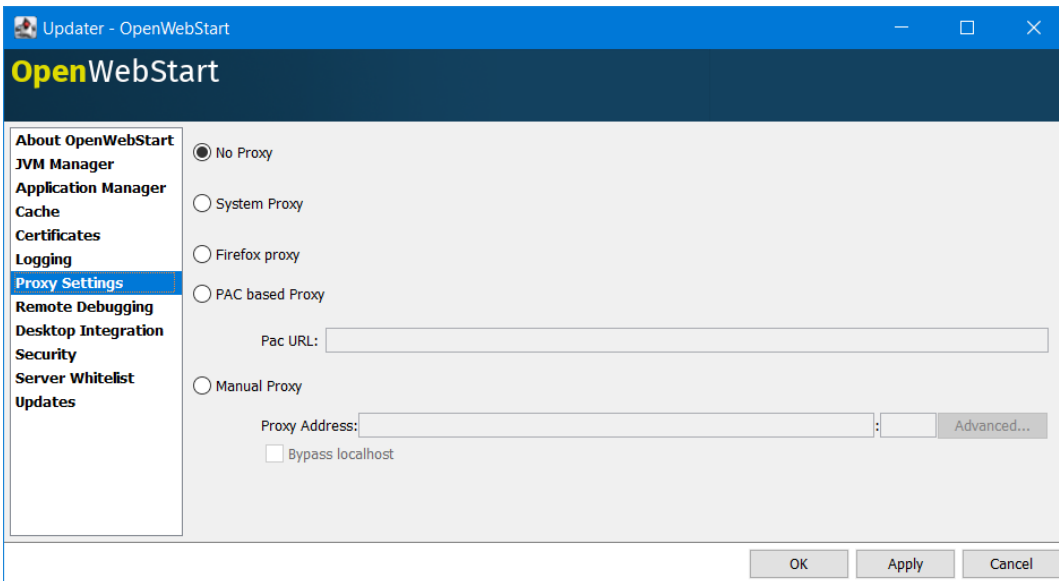 Updater - OpenWebStart
OpenWebStart
About OpenWebStart
JVM Manager
Application Manager
Cache
Certificates
Logging
Proxy Settings
Remote Debugging
Desktop Integration
Security
Server Whitelist
Updates
No Proxy
System Proxy
Firefox proxy
PAC based Proxy
Pac URL:
Manual Proxy
Proxy Address: : Advanced...
Bypass localhost
OK Apply Cancel